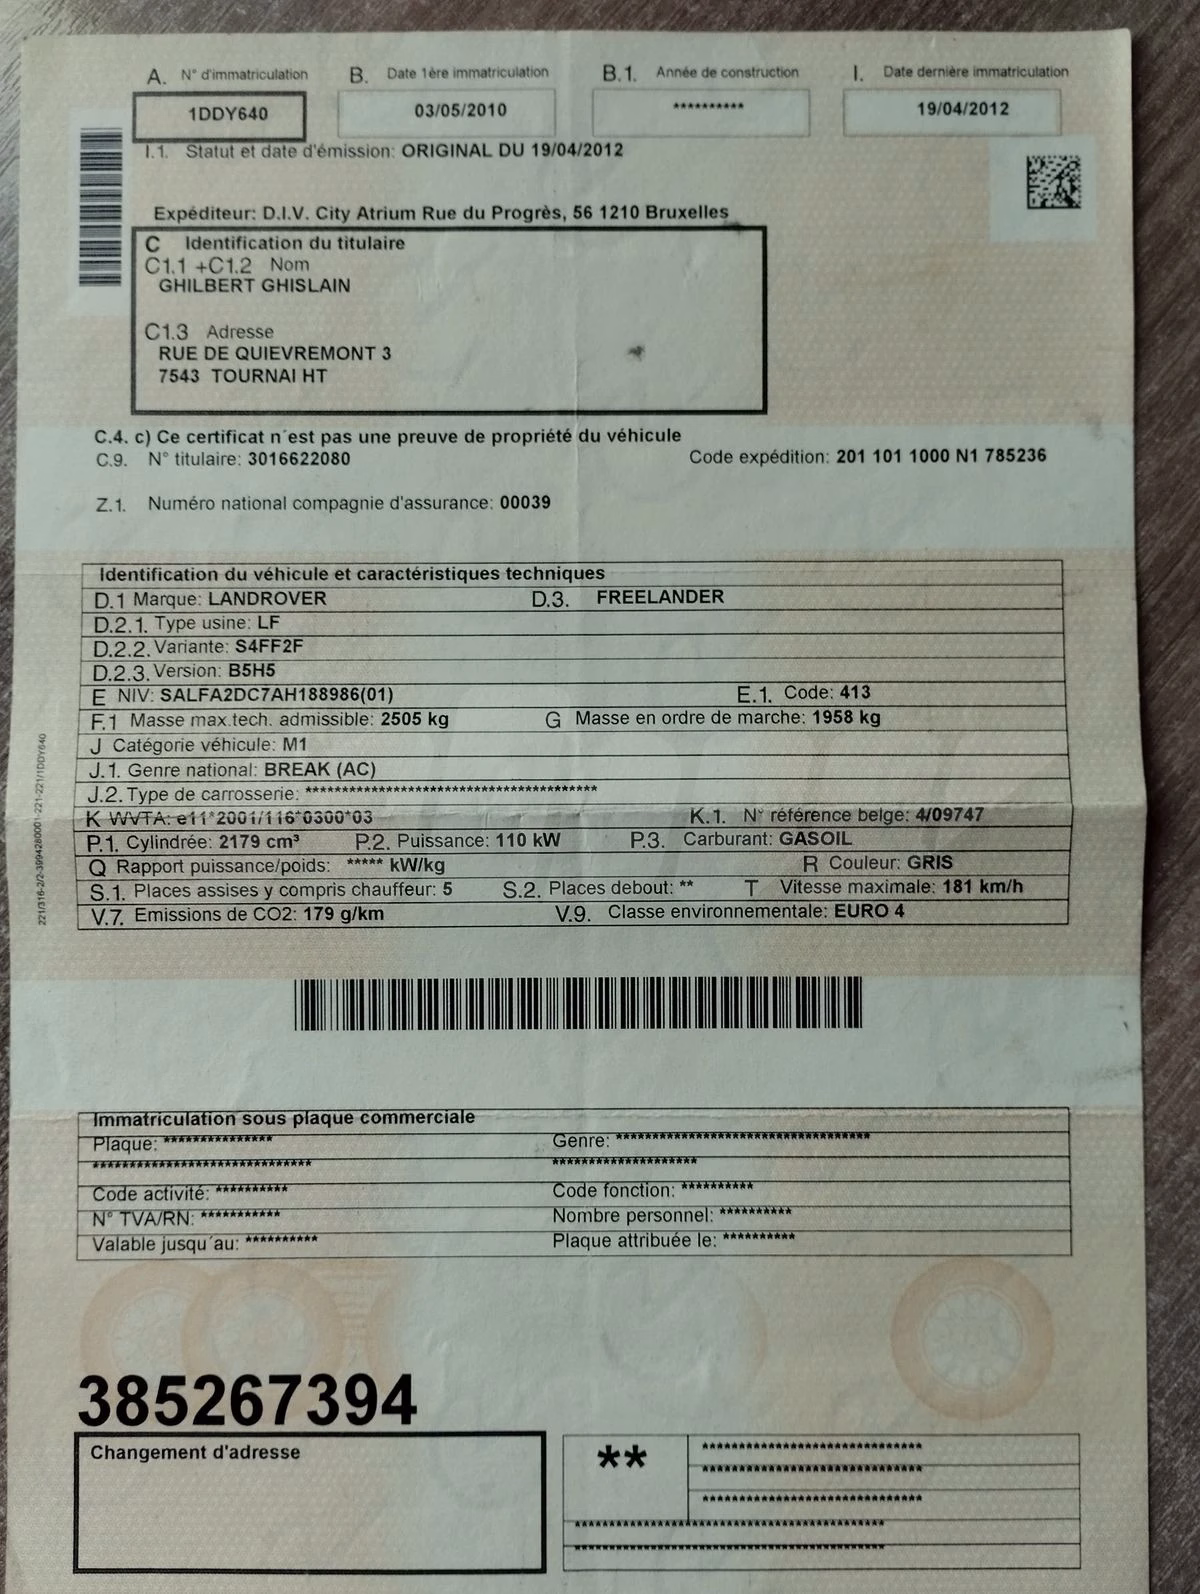 A. N° d'immatriculation B. Date 1ère immatriculation B.1. Année de construction I. Date dernière immatriculation
1DDY640 03/05/2010 ********** 19/04/2012
I.1. Statut et date d'émission: ORIGINAL DU 19/04/2012
Expéditeur: D.I.V. City Atrium Rue du Progrès, 56 1210 Bruxelles
C Identification du titulaire
C1.1 +C1.2 Nom
GHILBERT GHISLAIN
C1.3 Adresse
RUE DE QUIEVREMONT 3
7543 TOURNAI HT
C.4. c) Ce certificat n´est pas une preuve de propriété du véhicule
C.9. N° titulaire: 3016622080 Code expédition: 201 101 1000 N1 785236
Z.1. Numéro national compagnie d'assurance: 00039
Identification du véhicule et caractéristiques techniques
D.1 Marque: LANDROVER D.3. FREELANDER
D.2.1. Type usine: LF
D.2.2. Variante: S4FF2F
D.2.3. Version: B5H5
E NIV: SALFA2DC7AH188986(01) E.1. Code: 413
F.1 Masse max.tech. admissible: 2505 kg G Masse en ordre de marche: 1958 kg
J Catégorie véhicule: M1
J.1. Genre national: BREAK (AC)
J.2. Type de carrosserie: ****************************************
K WVTA: e11*2001/116*0300*03 K.1. N° référence belge: 4/09747
P.1. Cylindrée: 2179 cm³ P.2. Puissance: 110 kW P.3. Carburant: GASOIL
Q Rapport puissance/poids: ***** kW/kg R Couleur: GRIS
S.1. Places assises y compris chauffeur: 5 S.2. Places debout: ** T Vitesse maximale: 181 km/h
V.7. Emissions de CO2: 179 g/km V.9. Classe environnementale: EURO 4
221/316-2/2-3994280001-221-221/1DDY640
Immatriculation sous plaque commerciale
Plaque: *************** Genre: ***********************************
****************************** ********************
Code activité: ********** Code fonction: **********
N° TVA/RN: *********** Nombre personnel: **********
Valable jusqu´au: ********** Plaque attribuée le: **********
385267394
Changement d'adresse
** ******************************
******************************
******************************
******************************************
******************************************